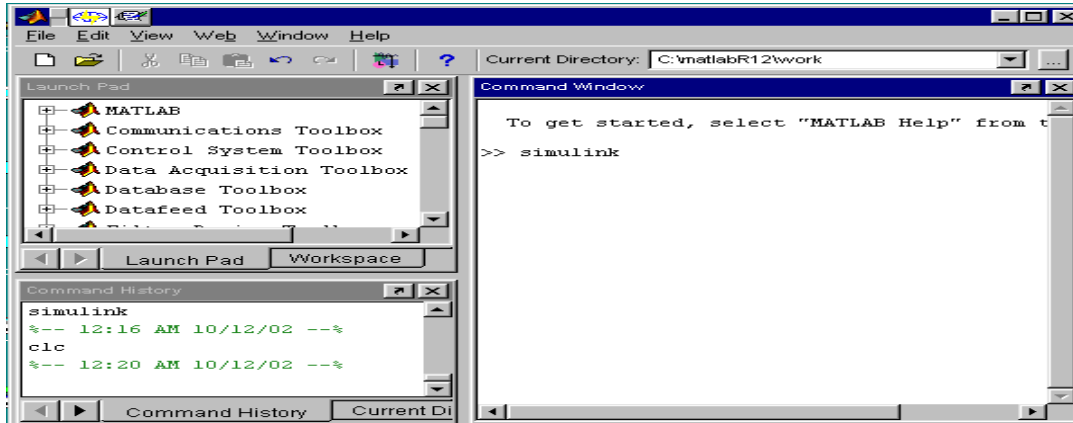 File Edit View Web Window Help
Current Directory: C:\matlabR12\work ...
Launch Pad
MATLAB
Communications Toolbox
Control System Toolbox
Data Acquisition Toolbox
Database Toolbox
Datafeed Toolbox
Launch Pad Workspace
Command History
simulink
%-- 12:16 AM 10/12/02 --%
clc
%-- 12:20 AM 10/12/02 --%
Command History Current Di
Command Window
To get started, select "MATLAB Help" from t
>> simulink